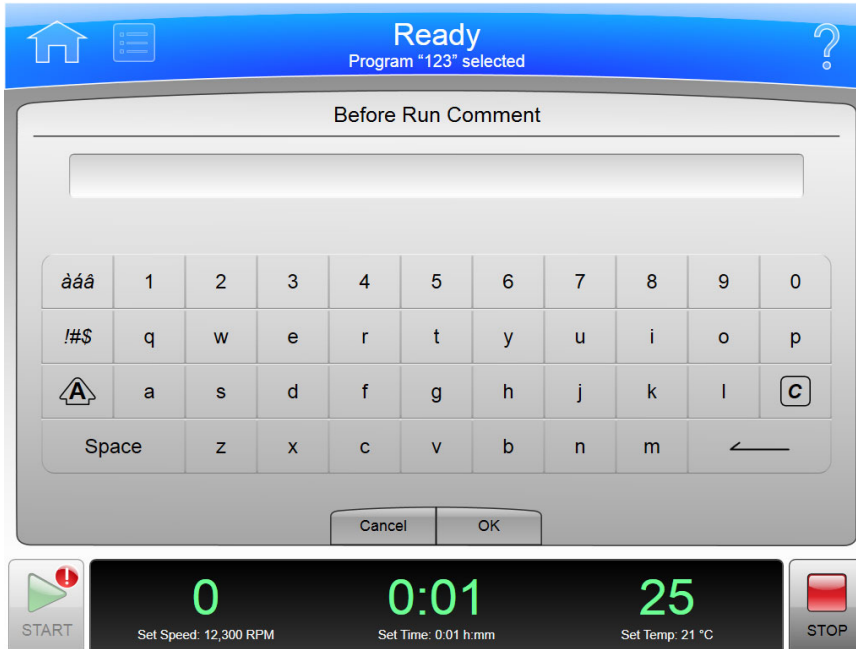 Ready
Program “123” selected
Before Run Comment
àáâ 1 2 3 4 5 6 7 8 9 0
!#$ q w e r t y u i o p
A a s d f g h j k l C
Space z x c v b n m
Cancel OK
! 0 0:01 25
START Set Speed: 12,300 RPM Set Time: 0:01 h:mm Set Temp: 21 °C STOP